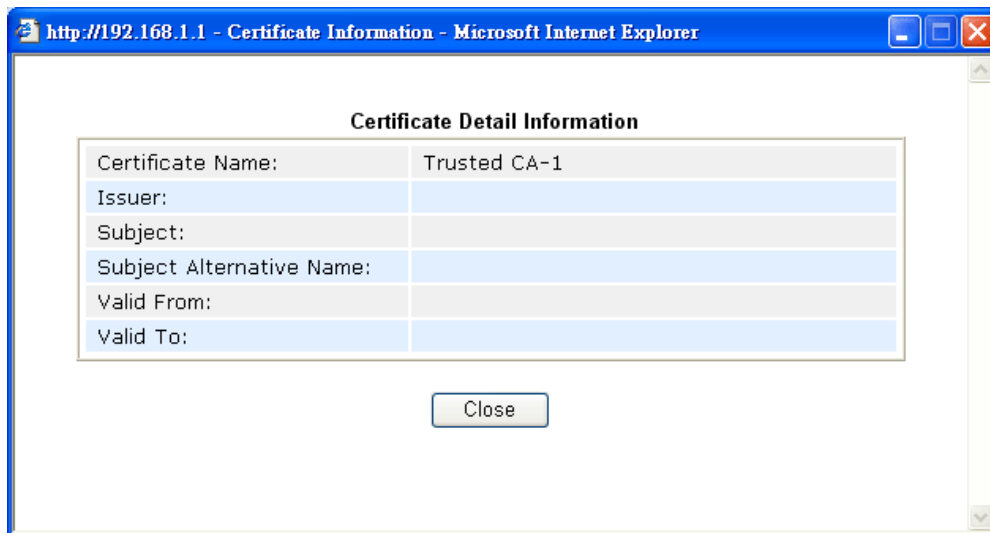 http://192.168.1.1 - Certificate Information - Microsoft Internet Explorer
Certificate Detail Information
Certificate Name: Trusted CA-1
Issuer:
Subject:
Subject Alternative Name:
Valid From:
Valid To:
Close